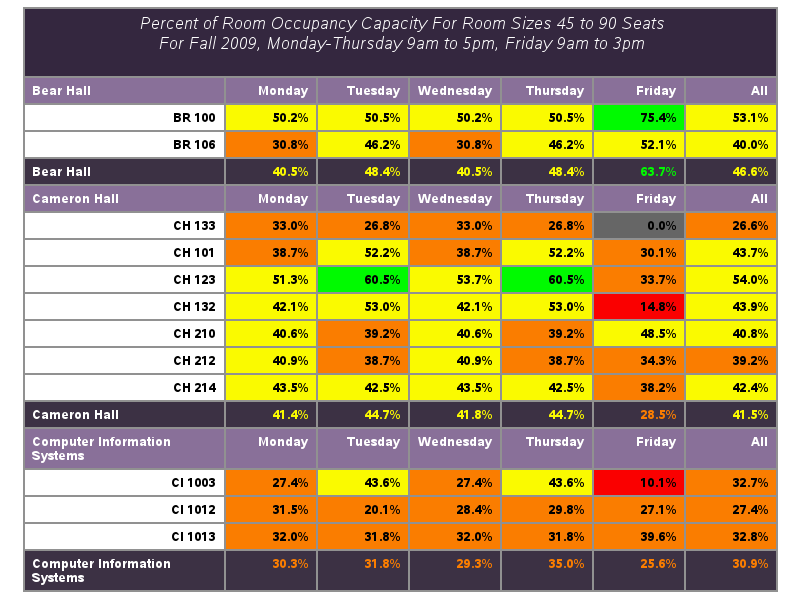 Percent of Room Occupancy Capacity For Room Sizes 45 to 90 Seats
For Fall 2009, Monday-Thursday 9am to 5pm, Friday 9am to 3pm
Bear Hall Monday Tuesday Wednesday Thursday Friday All
BR 100 50.2% 50.5% 50.2% 50.5% 75.4% 53.1%
BR 106 30.8% 46.2% 30.8% 46.2% 52.1% 40.0%
Bear Hall 40.5% 48.4% 40.5% 48.4% 63.7% 46.6%
Cameron Hall Monday Tuesday Wednesday Thursday Friday All
CH 133 33.0% 26.8% 33.0% 26.8% 0.0% 26.6%
CH 101 38.7% 52.2% 38.7% 52.2% 30.1% 43.7%
CH 123 51.3% 60.5% 53.7% 60.5% 33.7% 54.0%
CH 132 42.1% 53.0% 42.1% 53.0% 14.8% 43.9%
CH 210 40.6% 39.2% 40.6% 39.2% 48.5% 40.8%
CH 212 40.9% 38.7% 40.9% 38.7% 34.3% 39.2%
CH 214 43.5% 42.5% 43.5% 42.5% 38.2% 42.4%
Cameron Hall 41.4% 44.7% 41.8% 44.7% 28.5% 41.5%
Computer Information Monday Tuesday Wednesday Thursday Friday All
Systems
CI 1003 27.4% 43.6% 27.4% 43.6% 10.1% 32.7%
CI 1012 31.5% 20.1% 28.4% 29.8% 27.1% 27.4%
CI 1013 32.0% 31.8% 32.0% 31.8% 39.6% 32.8%
Computer Information 30.3% 31.8% 29.3% 35.0% 25.6% 30.9%
Systems